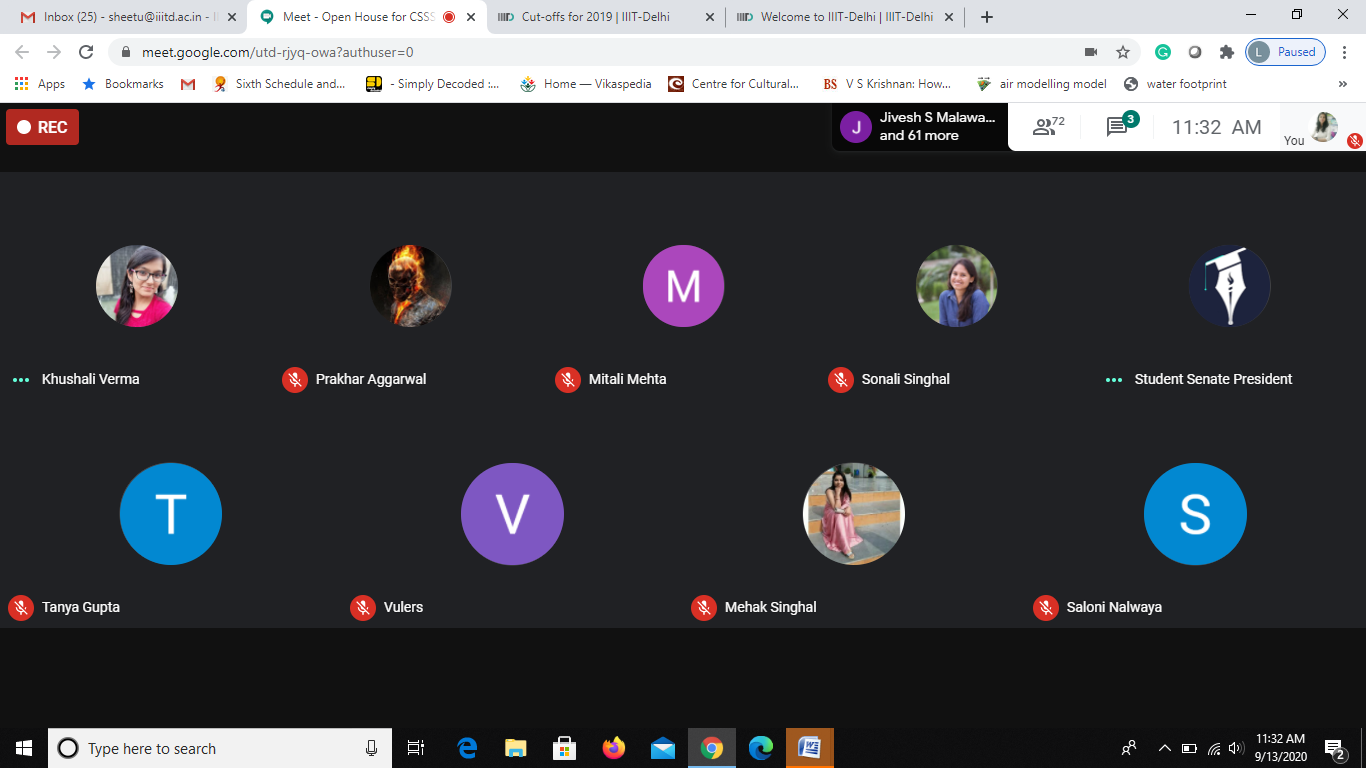 Inbox (25) - sheetu@iiitd.ac.in - I
Meet - Open House for CSSS
Cut-offs for 2019 | IIIT-Delhi
Welcome to IIIT-Delhi | IIIT-Delhi
meet.google.com/utd-rjyq-owa?authuser=0
L Paused
Apps
Bookmarks
Sixth Schedule and...
- Simply Decoded :...
Home — Vikaspedia
Centre for Cultural...
BS V S Krishnan: How...
air modelling model
water footprint
REC
J Jivesh S Malawa...
and 61 more
72
3
11:32 AM
You
M
Khushali Verma
Prakhar Aggarwal
Mitali Mehta
Sonali Singhal
Student Senate President
T
V
S
Tanya Gupta
Vulers
Mehak Singhal
Saloni Nalwaya
Type here to search
11:32 AM
9/13/2020
2